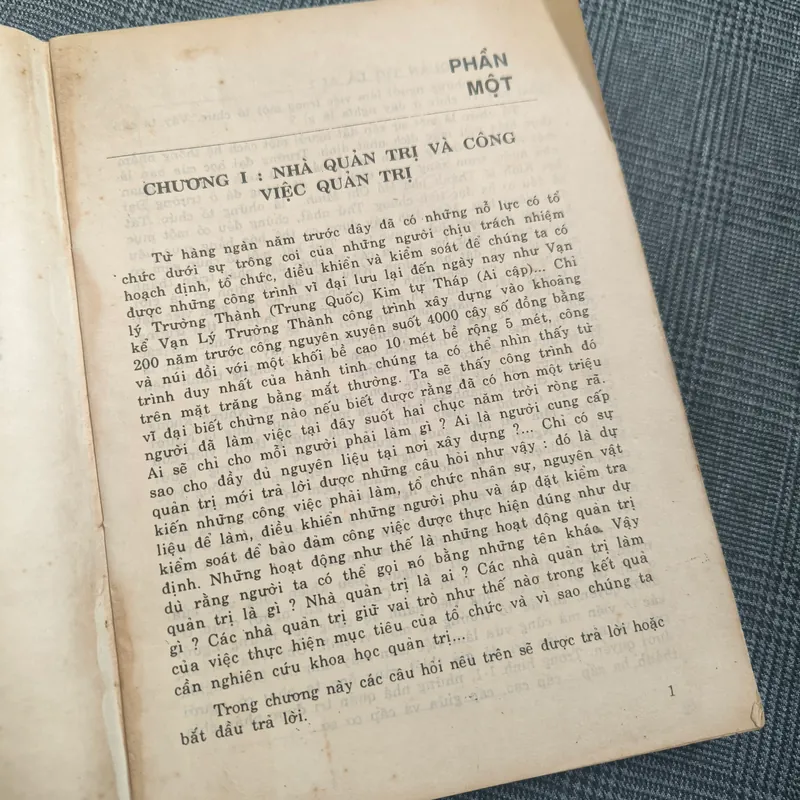 PHẦN
MỘT
CHƯƠNG I : NHÀ QUẢN TRỊ VÀ CÔNG
VIỆC QUẢN TRỊ
Từ hàng ngàn năm trước đây đã có những nỗ lực có tổ
chức dưới sự trông coi của những người chịu trách nhiệm
hoạch định, tổ chức, điều khiển và kiểm soát để chúng ta có
được những công trình vĩ đại lưu lại đến ngày nay như Vạn
lý Trường Thành (Trung Quốc) Kim tự Tháp (Ai cập)... Chỉ
kể Vạn Lý Trường Thành công trình xây dựng vào khoảng
200 năm trước công nguyên xuyên suốt 4000 cây số đồng bằng
và núi đồi với một khối bề cao 10 mét bề rộng 5 mét, công
trình duy nhất của hành tinh chúng ta có thể nhìn thấy từ
trên mặt trăng bằng mắt thường. Ta sẽ thấy công trình đó
vĩ đại biết chừng nào nếu biết được rằng đã có hơn một triệu
người đã làm việc tại đây suốt hai chục năm trời ròng rã.
Ai sẽ chỉ cho mỗi người phải làm gì ? Ai là người cung cấp
sao cho đầy đủ nguyên liệu tại nơi xây dựng ?... Chỉ có sự
quản trị mới trả lời được những câu hỏi như vậy : đó là dự
kiến những công việc phải làm, tổ chức nhân sự, nguyên vật
liệu để làm, điều khiển những người phu và áp đặt kiểm tra
kiểm soát để bảo đảm công việc được thực hiện đúng như dự
định. Những hoạt động như thế là những hoạt động quản trị
dù rằng người ta có thể gọi nó bằng những tên khác. Vậy
quản trị là gì ? Nhà quản trị là ai ? Các nhà quản trị làm
gì ? Các nhà quản trị giữ vai trò như thế nào trong kết quả
của việc thực hiện mục tiêu của tổ chức và vì sao chúng ta
cần nghiên cứu khoa học quản trị...
Trong chương này các câu hỏi nêu trên sẽ được trả lời hoặc
bắt đầu trả lời.
1